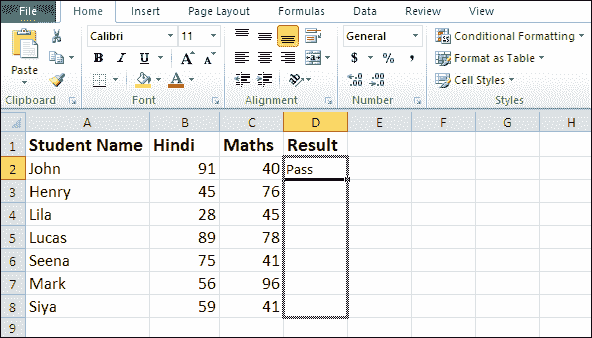 File Home Insert Page Layout Formulas Data Review View
Calibri 11 General Conditional Formatting
Paste B I U $ % , Format as Table
Cell Styles
Clipboard Font Alignment Number Styles
A B C D E F G H
1 Student Name Hindi Maths Result
2 John 91 40 Pass
3 Henry 45 76
4 Lila 28 45
5 Lucas 89 78
6 Seena 75 41
7 Mark 56 96
8 Siya 59 41
9